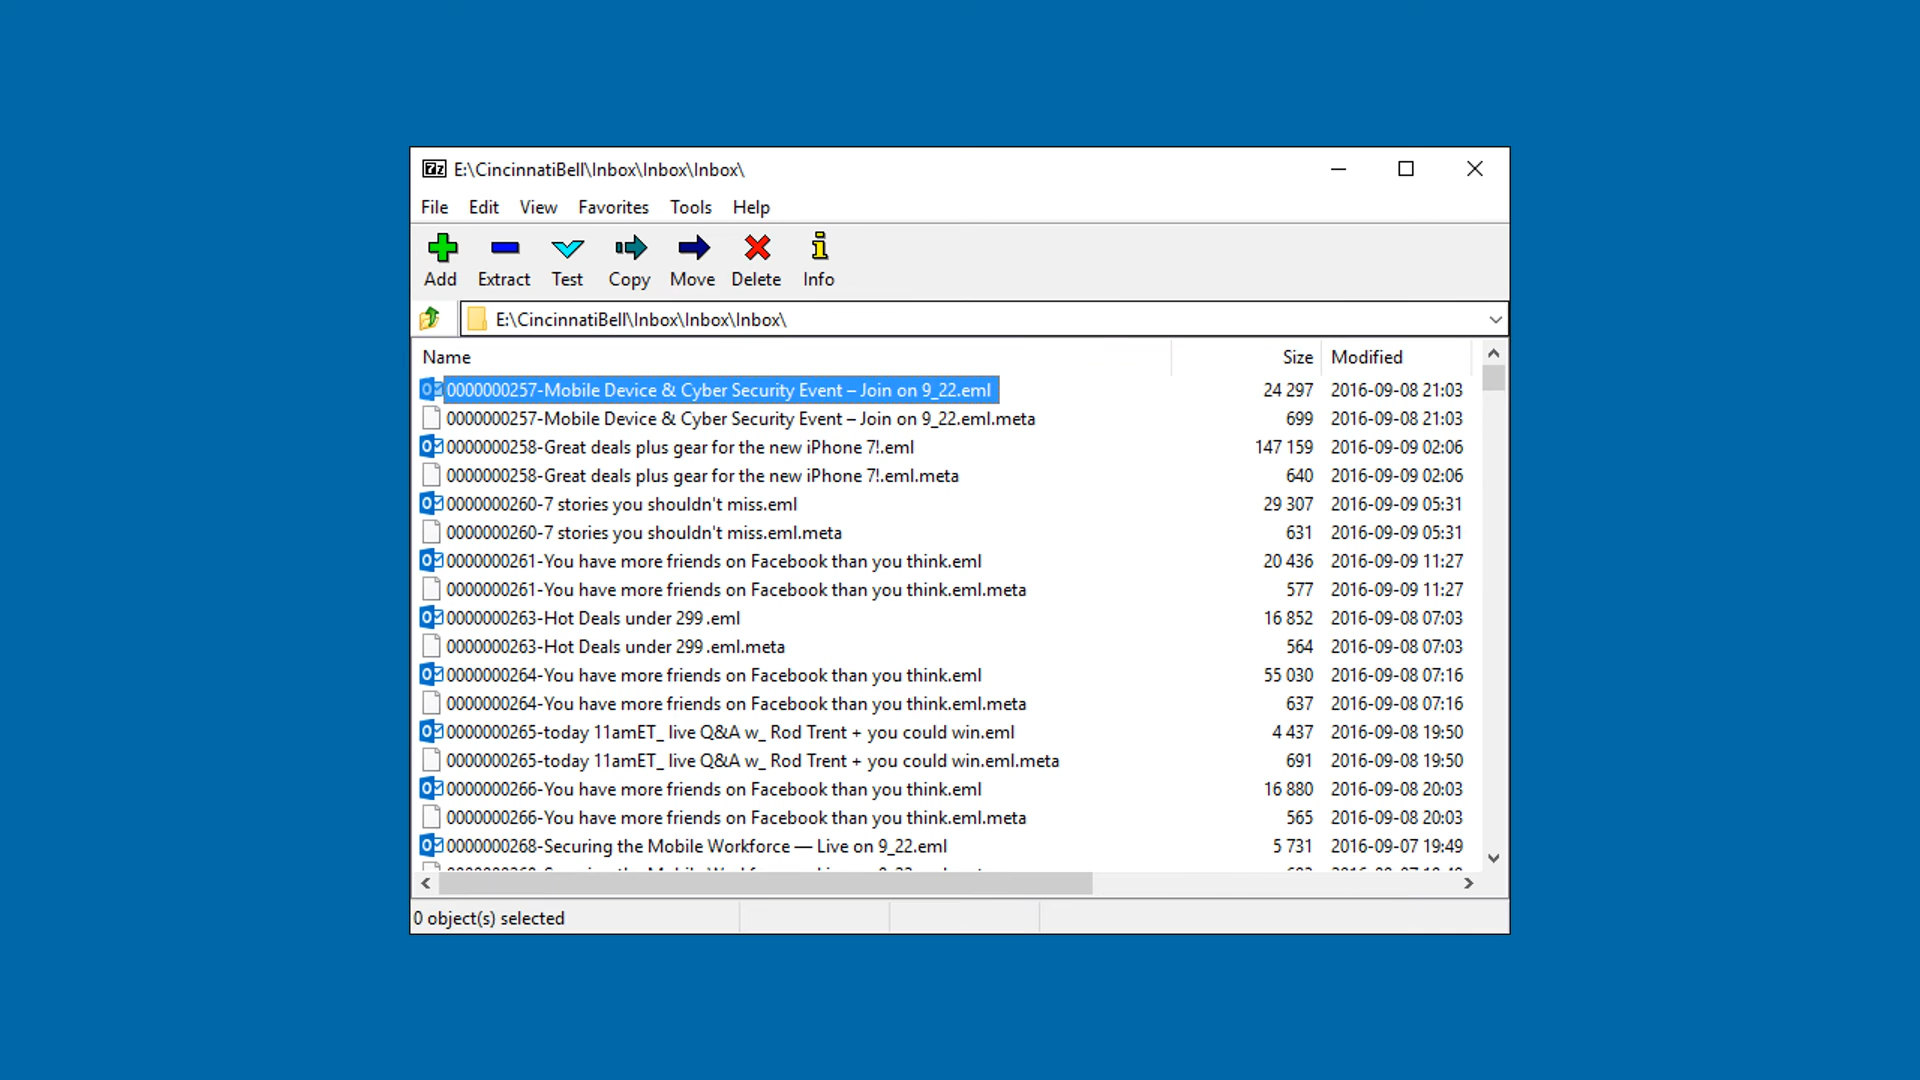 7z E:\CincinnatiBell\Inbox\Inbox\Inbox\
File Edit View Favorites Tools Help
Add Extract Test Copy Move Delete Info
E:\CincinnatiBell\Inbox\Inbox\Inbox\
Name Size Modified
0000000257-Mobile Device & Cyber Security Event – Join on 9_22.eml 24 297 2016-09-08 21:03
0000000257-Mobile Device & Cyber Security Event – Join on 9_22.eml.meta 699 2016-09-08 21:03
0000000258-Great deals plus gear for the new iPhone 7!.eml 147 159 2016-09-09 02:06
0000000258-Great deals plus gear for the new iPhone 7!.eml.meta 640 2016-09-09 02:06
0000000260-7 stories you shouldn't miss.eml 29 307 2016-09-09 05:31
0000000260-7 stories you shouldn't miss.eml.meta 631 2016-09-09 05:31
0000000261-You have more friends on Facebook than you think.eml 20 436 2016-09-09 11:27
0000000261-You have more friends on Facebook than you think.eml.meta 577 2016-09-09 11:27
0000000263-Hot Deals under 299 .eml 16 852 2016-09-08 07:03
0000000263-Hot Deals under 299 .eml.meta 564 2016-09-08 07:03
0000000264-You have more friends on Facebook than you think.eml 55 030 2016-09-08 07:16
0000000264-You have more friends on Facebook than you think.eml.meta 637 2016-09-08 07:16
0000000265-today 11amET_ live Q&A w_ Rod Trent + you could win.eml 4 437 2016-09-08 19:50
0000000265-today 11amET_ live Q&A w_ Rod Trent + you could win.eml.meta 691 2016-09-08 19:50
0000000266-You have more friends on Facebook than you think.eml 16 880 2016-09-08 20:03
0000000266-You have more friends on Facebook than you think.eml.meta 565 2016-09-08 20:03
0000000268-Securing the Mobile Workforce — Live on 9_22.eml 5 731 2016-09-07 19:49
0 object(s) selected